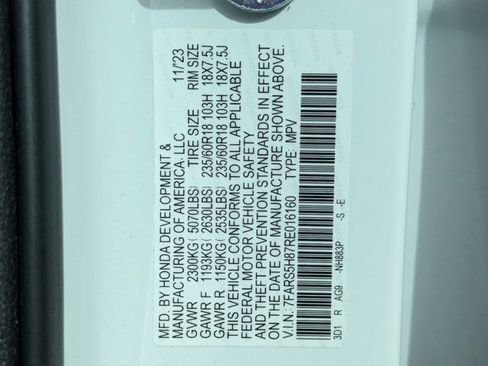 MFD. BY HONDA DEVELOPMENT & 11/23
MANUFACTURING OF AMERICA, LLC
GVWR 2300KG(5070LBS) TIRE SIZE RIM SIZE
GAWR F 1193KG(2630LBS) 235/60R18 103H 18X7.5J
GAWR R 1150KG(2535LBS) 235/60R18 103H 18X7.5J
THIS VEHICLE CONFORMS TO ALL APPLICABLE
FEDERAL MOTOR VEHICLE SAFETY
AND THEFT PREVENTION STANDARDS IN EFFECT
ON THE DATE OF MANUFACTURE SHOWN ABOVE.
V.I.N.: 7FARS5H87RE016160 TYPE: MPV
3D1 R AG9 -NH883P -S -E